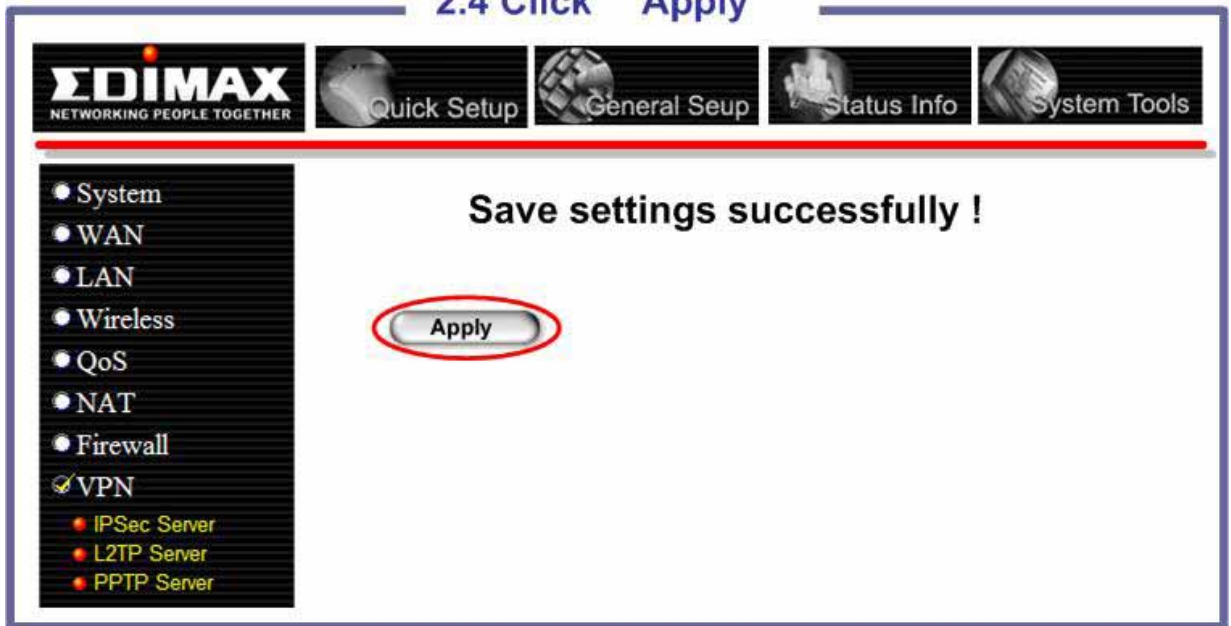 2.4 Click Apply
EDIMAX
NETWORKING PEOPLE TOGETHER
Quick Setup
General Seup
Status Info
System Tools
System
WAN
LAN
Wireless
QoS
NAT
Firewall
VPN
IPSec Server
L2TP Server
PPTP Server
Save settings successfully !
Apply